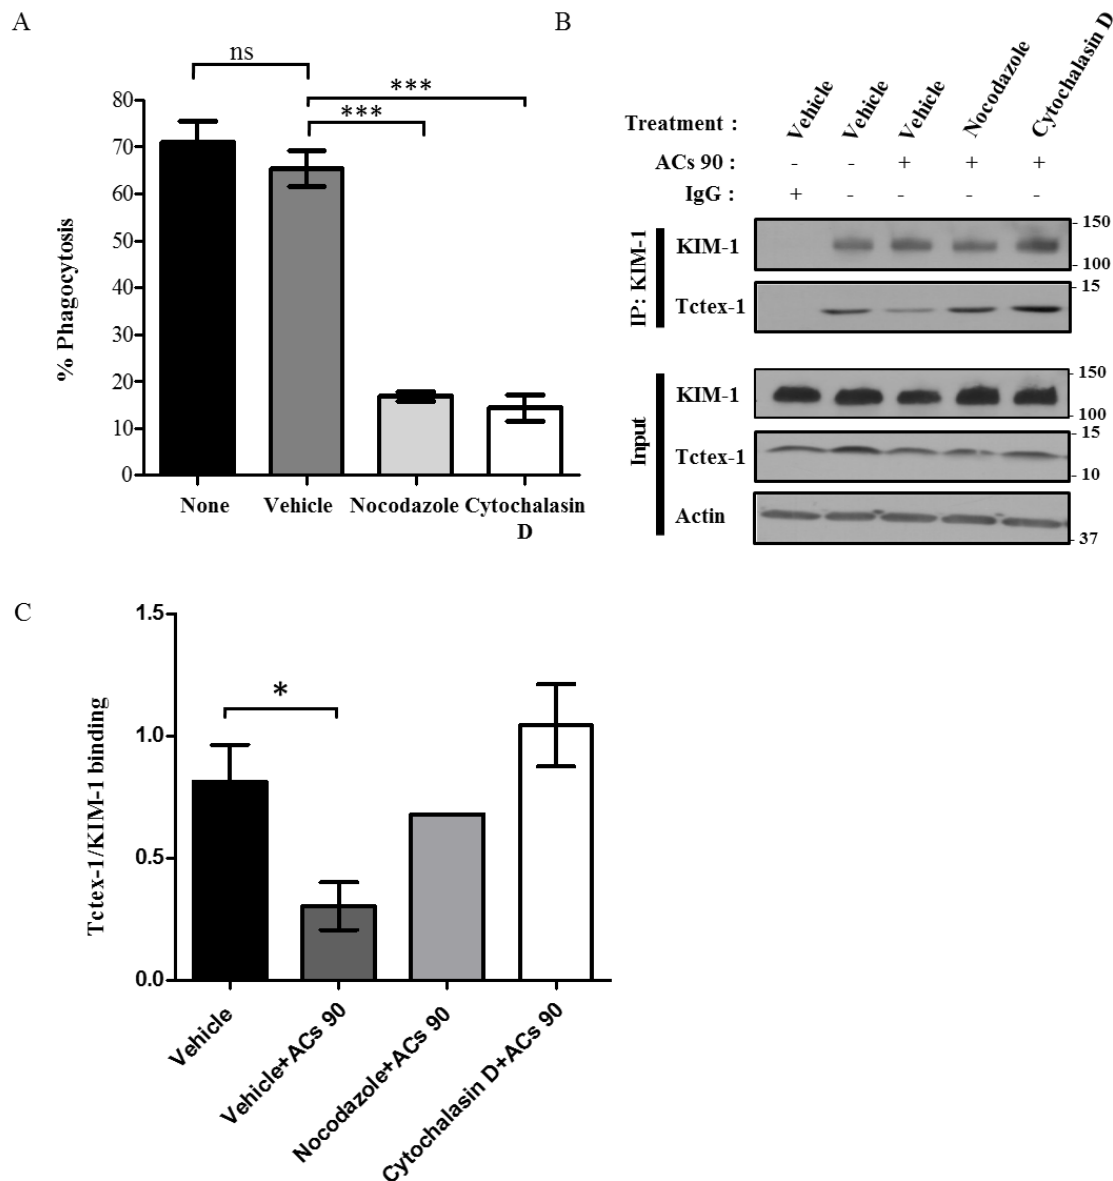 A
ns
***
***
80
70
60
50
40
30
20
10
0
% Phagocytosis
None
Vehicle
Nocodazole
Cytochalasin
D
B
Treatment :
Vehicle
Vehicle
Vehicle
Nocodazole
Cytochalasin D
ACs 90 : - - + + +
IgG : + - - - -
IP: KIM-1
KIM-1
- 150
- 100
Tctex-1
15
Input
KIM-1
- 150
- 100
Tctex-1
- 15
- 10
Actin
- 37
C
1.5
1.0
0.5
0.0
Tctex-1/KIM-1 binding
*
Vehicle
Vehicle+ACs 90
Nocodazole+ACs 90
Cytochalasin D+ACs 90